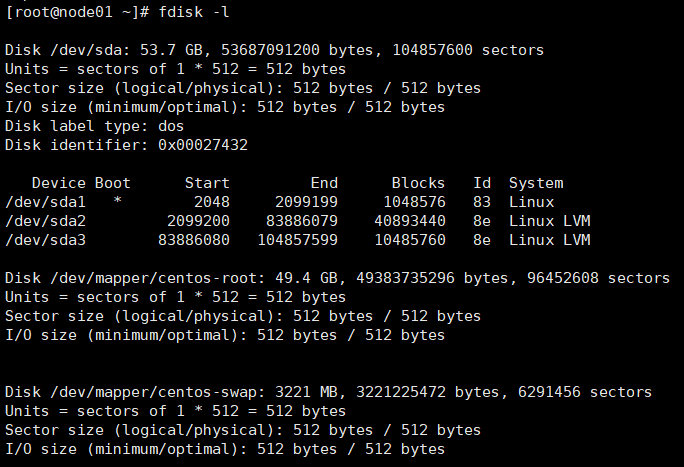 [root@node01 ~]# fdisk -l
Disk /dev/sda: 53.7 GB, 53687091200 bytes, 104857600 sectors
Units = sectors of 1 * 512 = 512 bytes
Sector size (logical/physical): 512 bytes / 512 bytes
I/O size (minimum/optimal): 512 bytes / 512 bytes
Disk label type: dos
Disk identifier: 0x00027432
   Device Boot      Start         End      Blocks   Id  System
/dev/sda1   *        2048     2099199     1048576   83  Linux
/dev/sda2         2099200    83886079    40893440   8e  Linux LVM
/dev/sda3        83886080   104857599    10485760   8e  Linux LVM
Disk /dev/mapper/centos-root: 49.4 GB, 49383735296 bytes, 96452608 sectors
Units = sectors of 1 * 512 = 512 bytes
Sector size (logical/physical): 512 bytes / 512 bytes
I/O size (minimum/optimal): 512 bytes / 512 bytes
Disk /dev/mapper/centos-swap: 3221 MB, 3221225472 bytes, 6291456 sectors
Units = sectors of 1 * 512 = 512 bytes
Sector size (logical/physical): 512 bytes / 512 bytes
I/O size (minimum/optimal): 512 bytes / 512 bytes